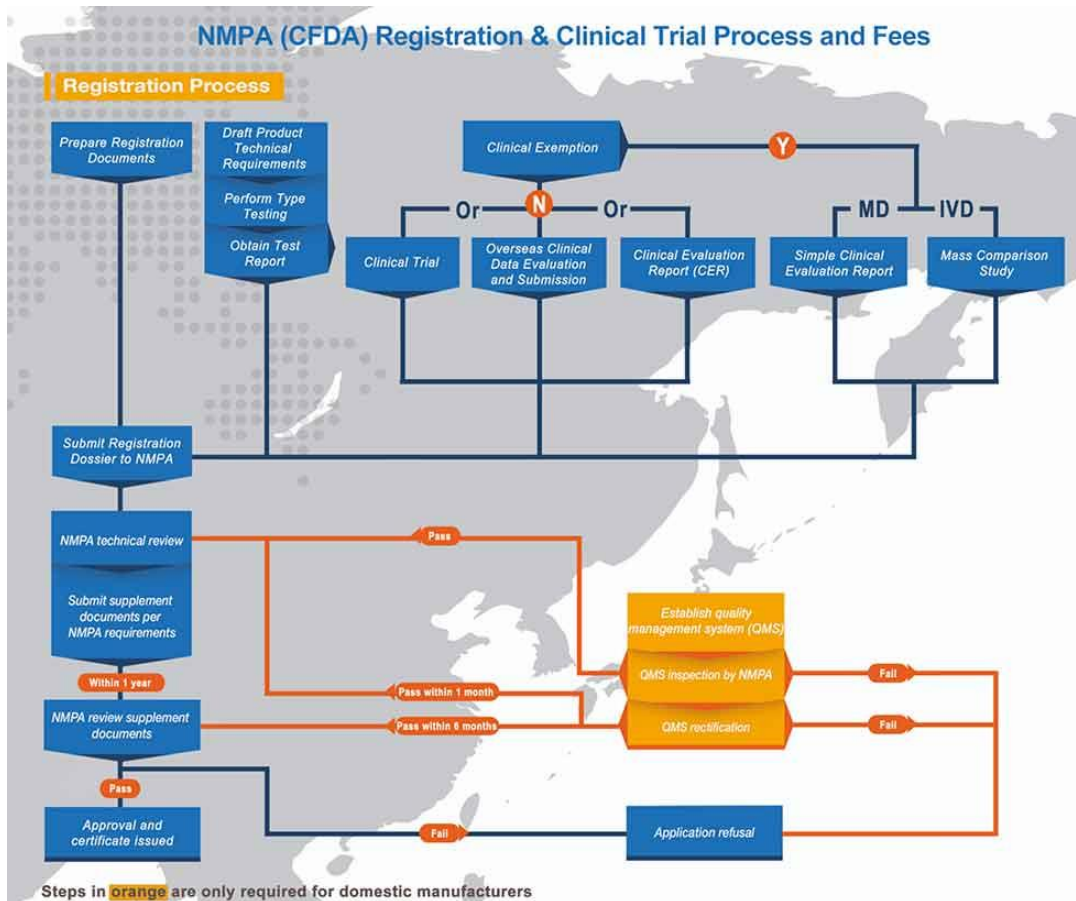 NMPA (CFDA) Registration & Clinical Trial Process and Fees
Registration Process
Prepare Registration
Documents
Draft Product
Technical
Requirements
Perform Type
Testing
Obtain Test
Report
Clinical Exemption
Y
N
Or
Or
MD
IVD
Clinical Trial
Overseas Clinical
Data Evaluation
and Submission
Clinical Evaluation
Report (CER)
Simple Clinical
Evaluation Report
Mass Comparison
Study
Submit Registration
Dossier to NMPA
NMPA technical review
Pass
Submit supplement
documents per
NMPA requirements
Establish quality
management system (QMS)
QMS inspection by NMPA
Fail
Within 1 year
Pass within 1 month
NMPA review supplement
documents
Pass within 6 months
QMS rectification
Fail
Pass
Approval and
certificate issued
Fail
Application refusal
Steps in orange are only required for domestic manufacturers